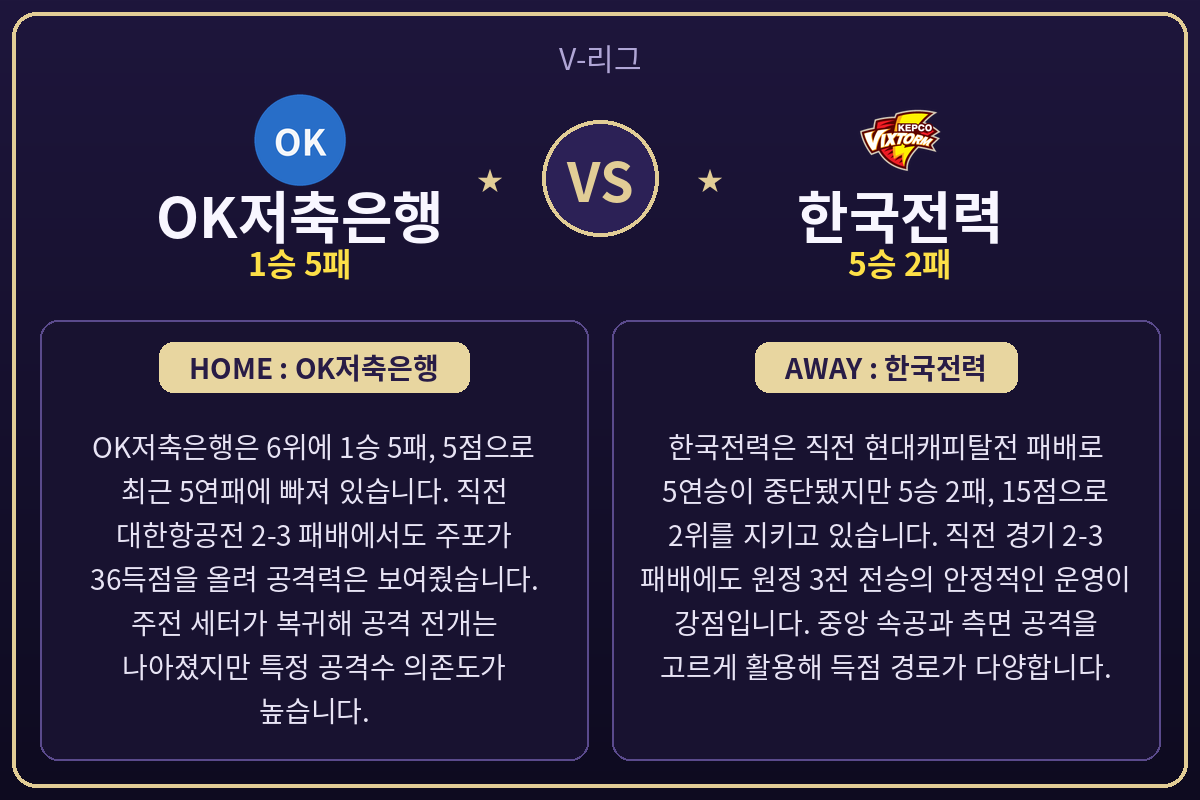 V-리그
OK
KEPCO
VIXTORM
VS
OK저축은행
한국전력
1승 5패
5승 2패
HOME : OK저축은행
OK저축은행은 6위에 1승 5패, 5점으로
최근 5연패에 빠져 있습니다. 직전
대한항공전 2-3 패배에서도 주포가
36득점을 올려 공격력은 보여줬습니다.
주전 세터가 복귀해 공격 전개는
나아졌지만 특정 공격수 의존도가
높습니다.
AWAY : 한국전력
한국전력은 직전 현대캐피탈전 패배로
5연승이 중단됐지만 5승 2패, 15점으로
2위를 지키고 있습니다. 직전 경기 2-3
패배에도 원정 3전 전승의 안정적인 운영이
강점입니다. 중앙 속공과 측면 공격을
고르게 활용해 득점 경로가 다양합니다.